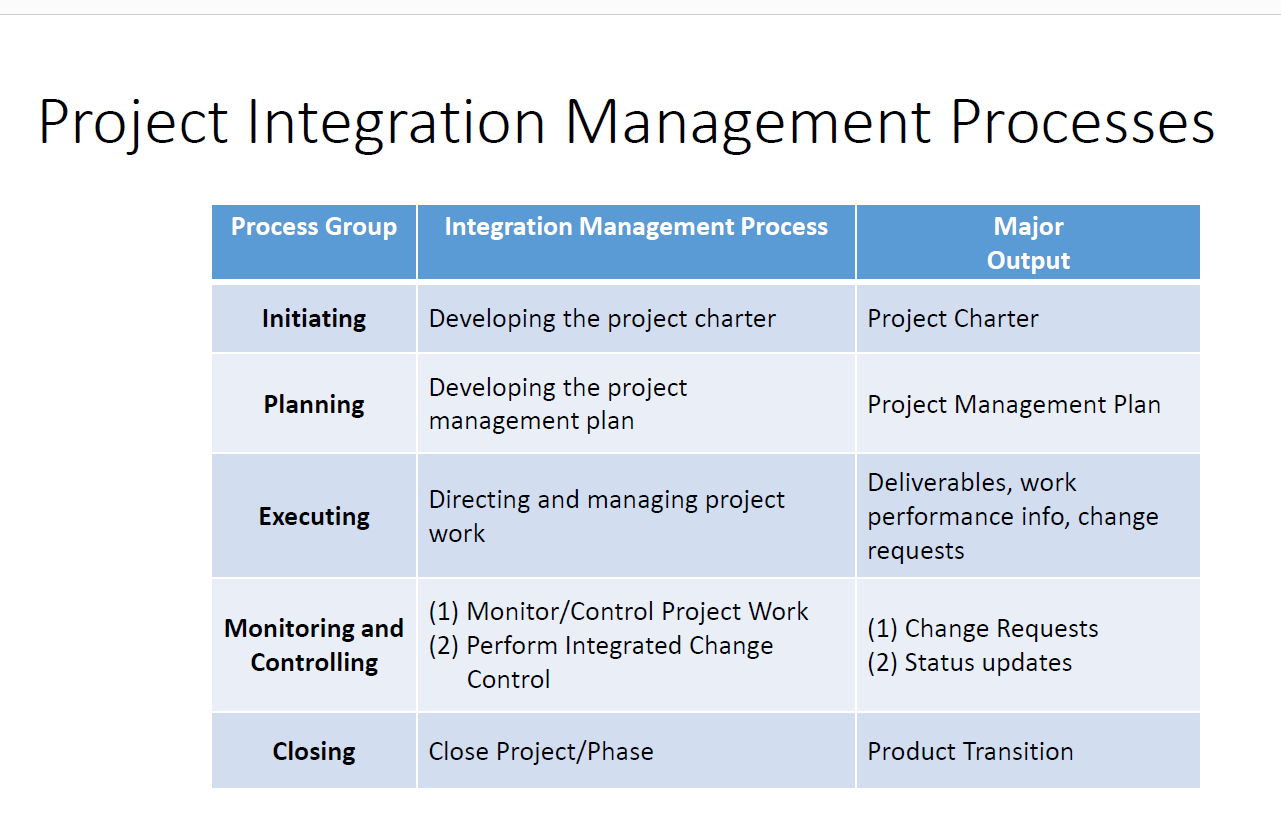 Project Integration Management Processes
Process Group
Integration Management Process
Major
Output
Initiating
Developing the project charter
Project Charter
Planning
Developing the project
management plan
Project Management Plan
Executing
Directing and managing project
work
Deliverables, work
performance info, change
requests
Monitoring and
Controlling
(1) Monitor/Control Project Work
(2) Perform Integrated Change
Control
(1) Change Requests
(2) Status updates
Closing
Close Project/Phase
Product Transition